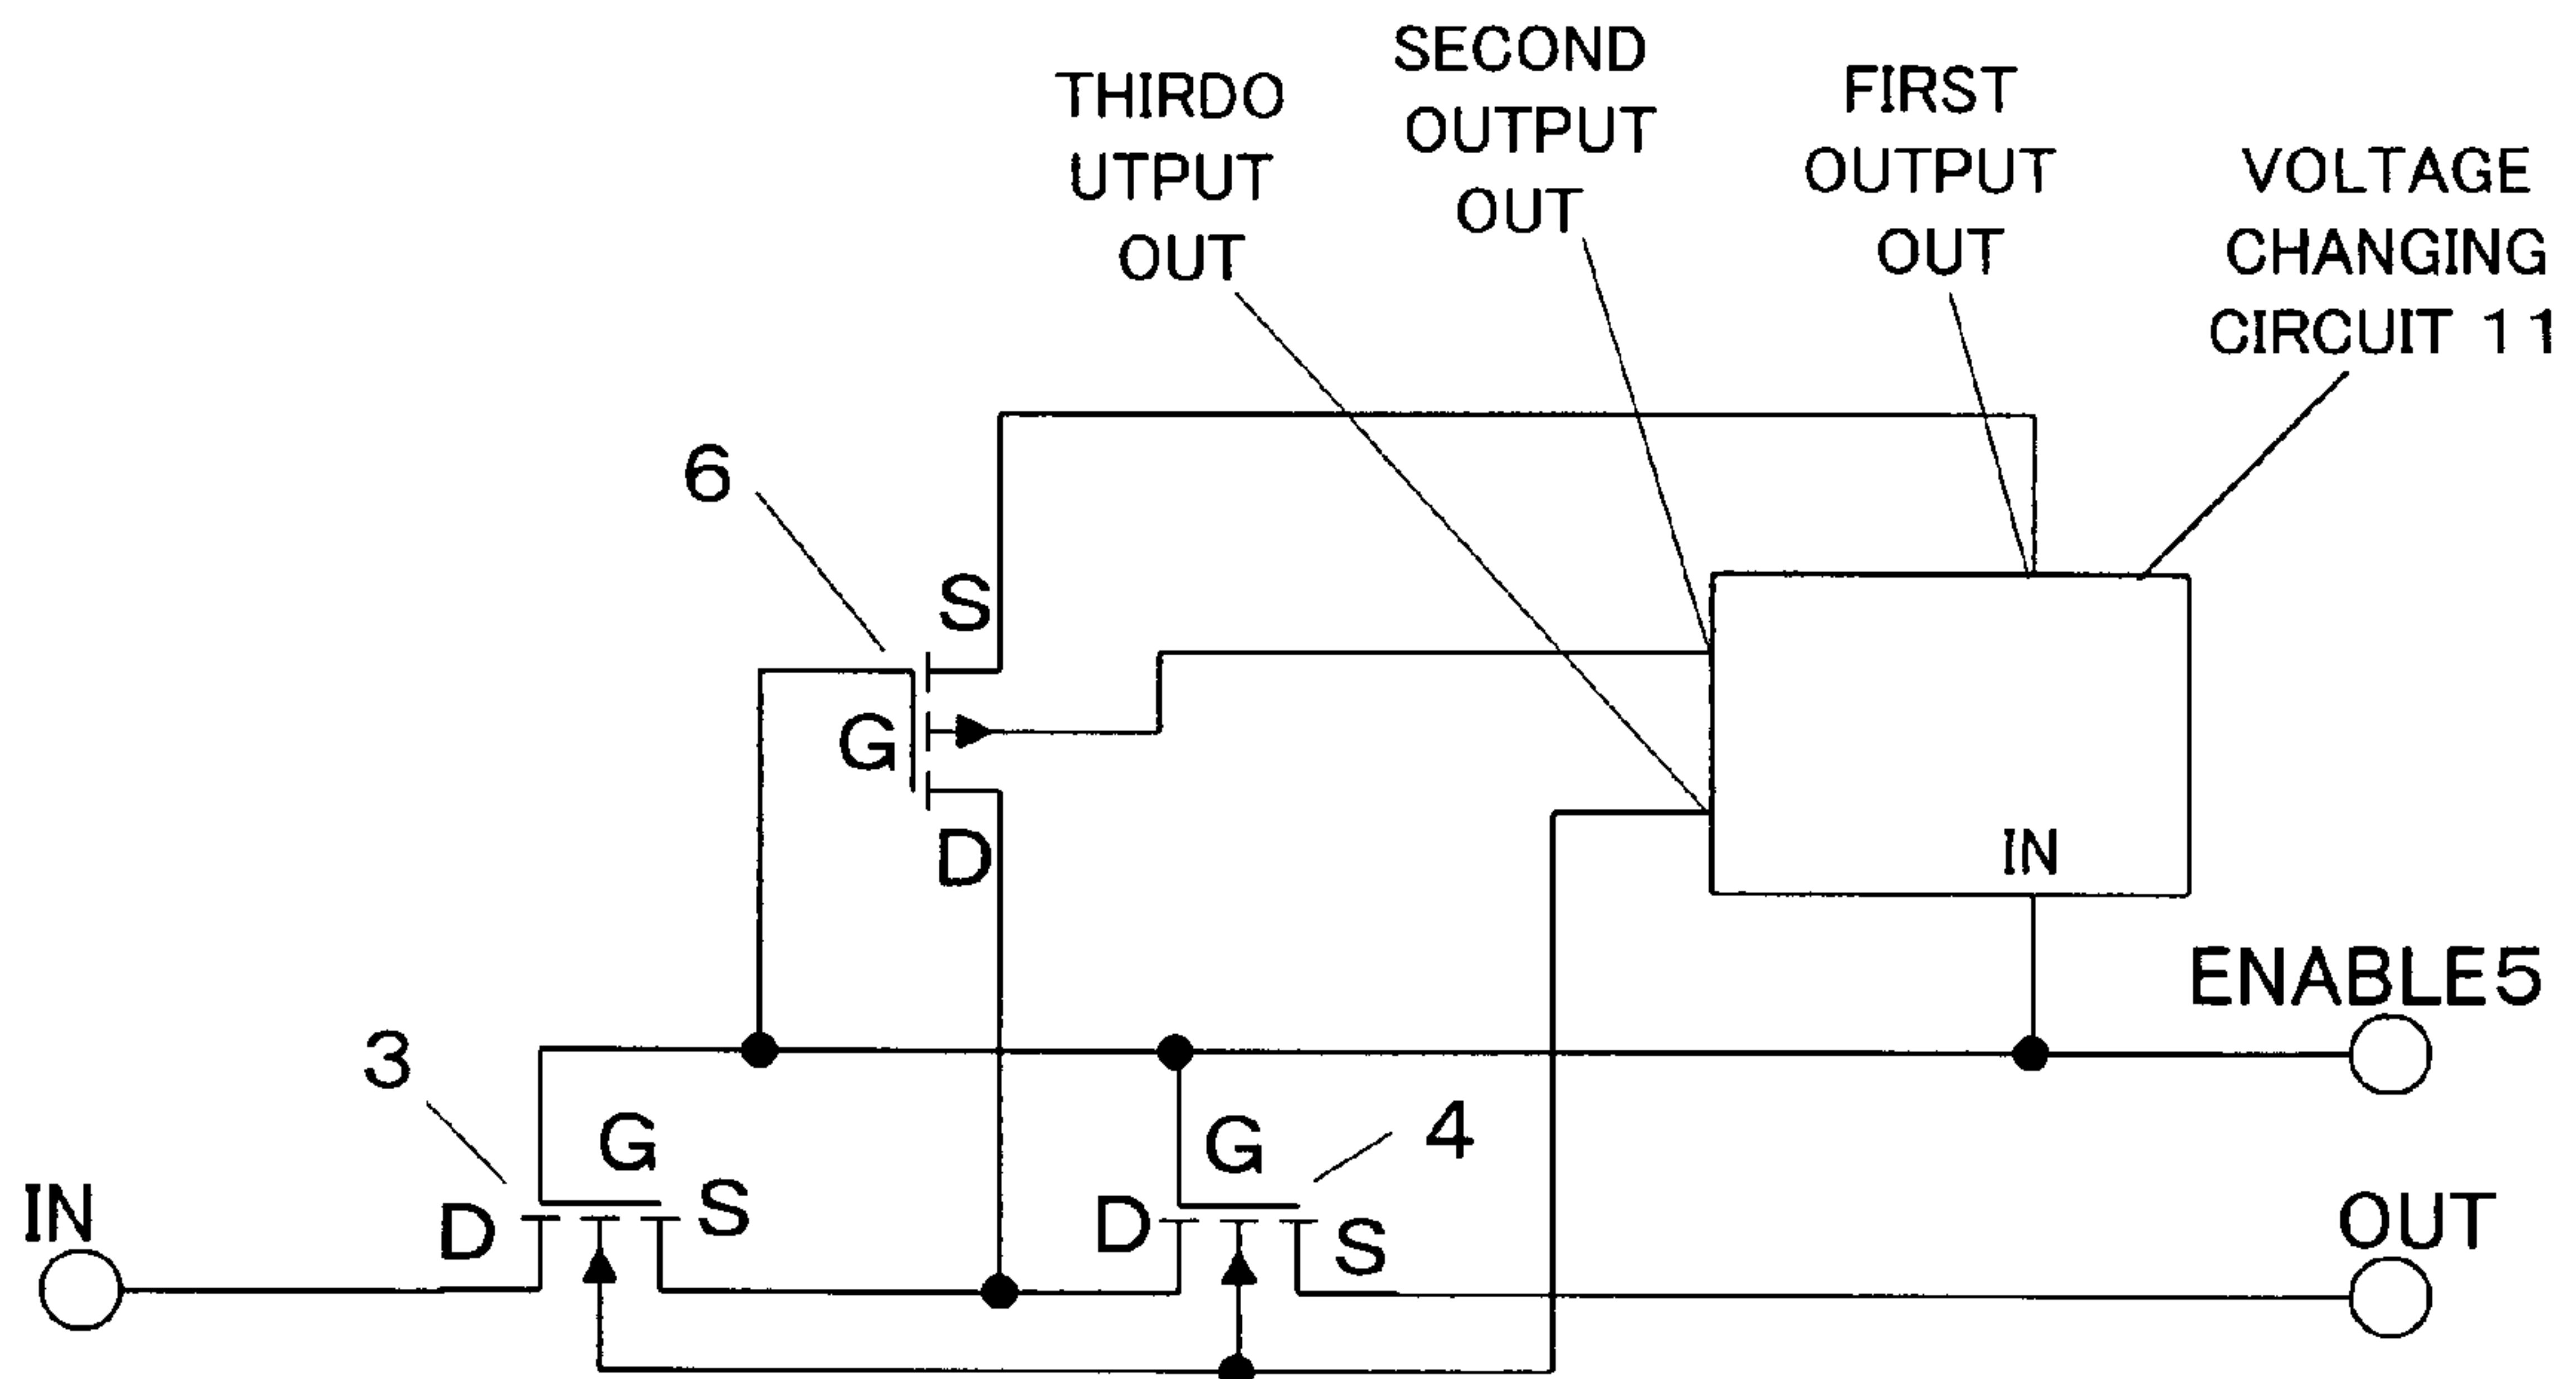 SECOND
OUTPUT
OUT
THIRDO
UTPUT
OUT
FIRST
OUTPUT
OUT
VOLTAGE
CHANGING
CIRCUIT 11
6
S
G
D
IN
ENABLE5
3
G
4
G
IN
D
S
D
S
OUT